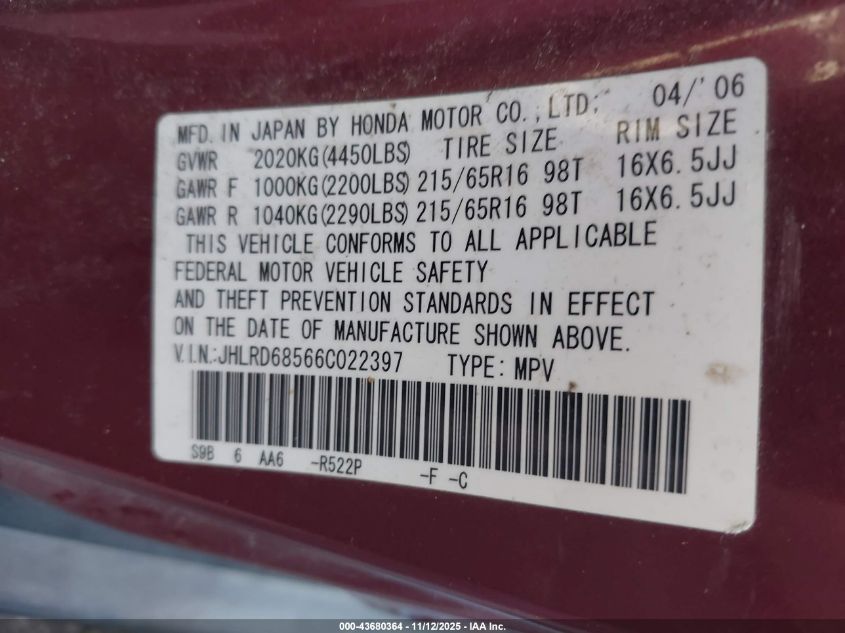 MFD. IN JAPAN BY HONDA MOTOR CO., LTD. 04/'06
GVWR 2020KG(4450LBS) TIRE SIZE RIM SIZE
GAWR F 1000KG(2200LBS) 215/65R16 98T 16X6.5JJ
GAWR R 1040KG(2290LBS) 215/65R16 98T 16X6.5JJ
THIS VEHICLE CONFORMS TO ALL APPLICABLE
FEDERAL MOTOR VEHICLE SAFETY
AND THEFT PREVENTION STANDARDS IN EFFECT
ON THE DATE OF MANUFACTURE SHOWN ABOVE.
V.I.N.:JHLRD68566C022397 TYPE: MPV
S9B 6 AA6 -R522P -F -C
000-43680364 - 11/12/2025 - IAA Inc.